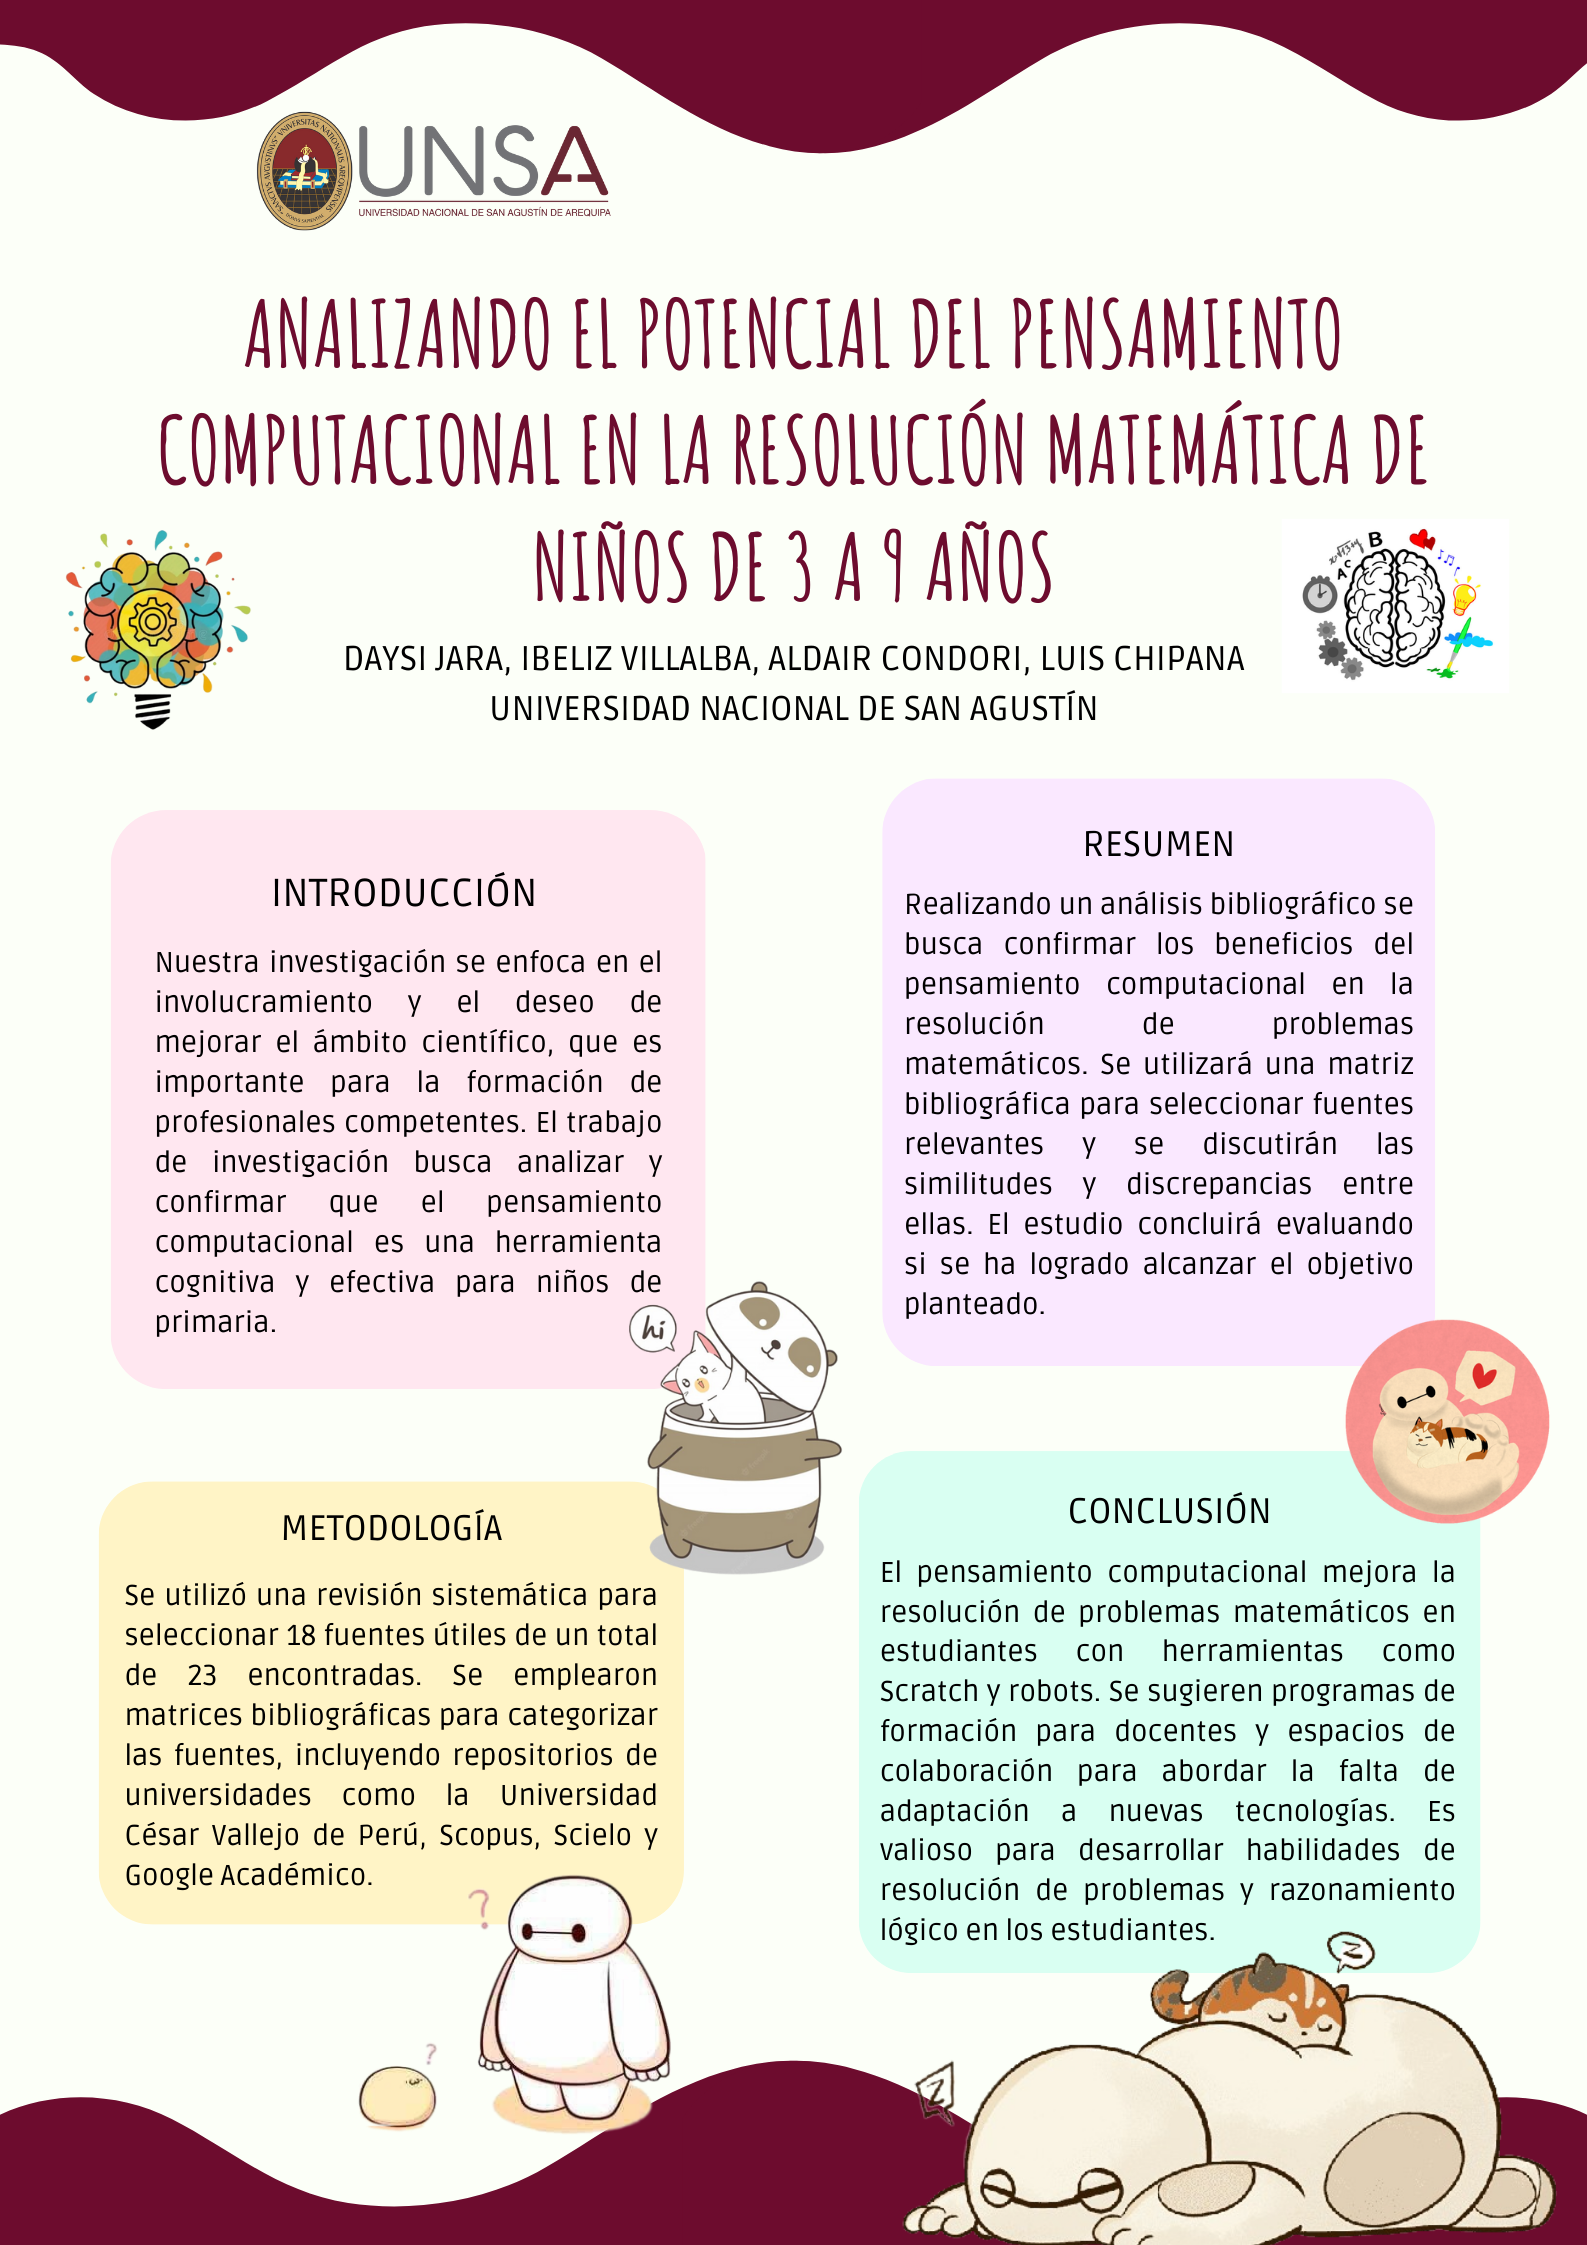 UNSA
UNIVERSIDAD NACIONAL DE SAN AGUSTÍN DE AREQUIPA
ANALIZANDO EL POTENCIAL DEL PENSAMIENTO
COMPUTACIONAL EN LA RESOLUCIÓN MATEMÁTICA DE
NIÑOS DE 3 A 9 AÑOS
DAYSI JARA, IBELIZ VILLALBA, ALDAIR CONDORI, LUIS CHIPANA
UNIVERSIDAD NACIONAL DE SAN AGUSTÍN
B
A
C
INTRODUCCIÓN
Nuestra investigación se enfoca en el
involucramiento y el deseo de
mejorar el ámbito científico, que es
importante para la formación de
profesionales competentes. El trabajo
de investigación busca analizar y
confirmar que el pensamiento
computacional es una herramienta
cognitiva y efectiva para niños de
primaria.
hi
RESUMEN
Realizando un análisis bibliográfico se
busca confirmar los beneficios del
pensamiento computacional en la
resolución de problemas
matemáticos. Se utilizará una matriz
bibliográfica para seleccionar fuentes
relevantes y se discutirán las
similitudes y discrepancias entre
ellas. El estudio concluirá evaluando
si se ha logrado alcanzar el objetivo
planteado.
METODOLOGÍA
Se utilizó una revisión sistemática para
seleccionar 18 fuentes útiles de un total
de 23 encontradas. Se emplearon
matrices bibliográficas para categorizar
las fuentes, incluyendo repositorios de
universidades como la Universidad
César Vallejo de Perú, Scopus, Scielo y
Google Académico.
?
?
CONCLUSIÓN
El pensamiento computacional mejora la
resolución de problemas matemáticos en
estudiantes con herramientas como
Scratch y robots. Se sugieren programas de
formación para docentes y espacios de
colaboración para abordar la falta de
adaptación a nuevas tecnologías. Es
valioso para desarrollar habilidades de
resolución de problemas y razonamiento
lógico en los estudiantes.
Z
Z